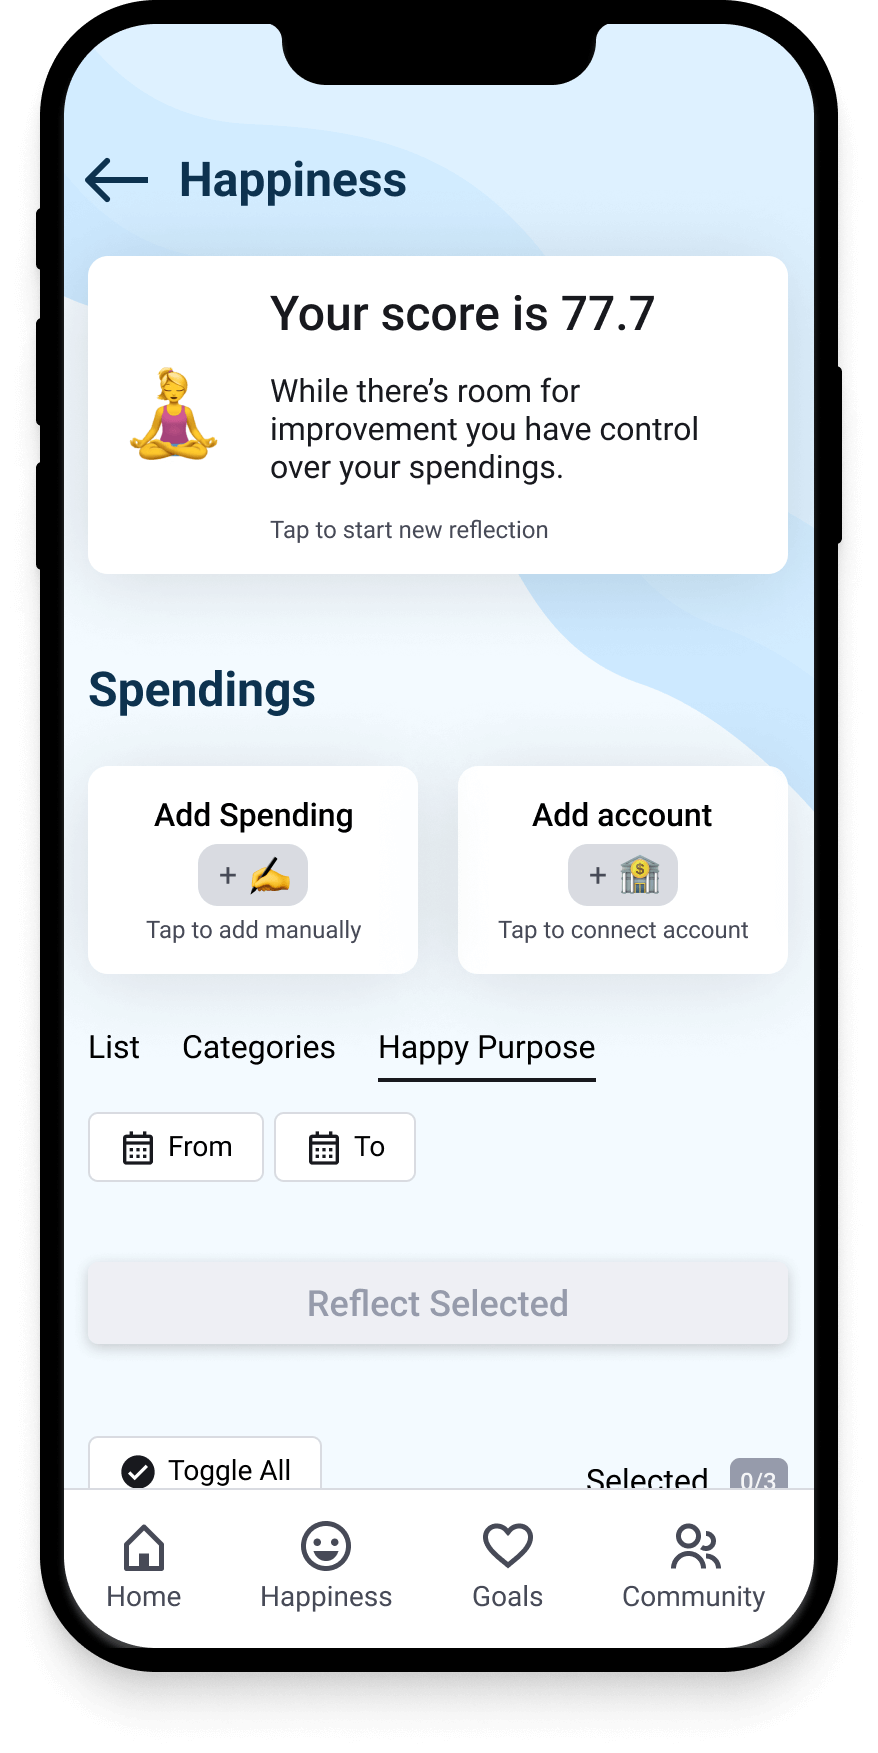 Happiness
Your score is 77.7
While there’s room for
improvement you have control
over your spendings.
Tap to start new reflection
Spendings
Add Spending
+
Tap to add manually
Add account
+
Tap to connect account
List Categories Happy Purpose
From To
Reflect Selected
Toggle All Selected 0/3
Home Happiness Goals Community